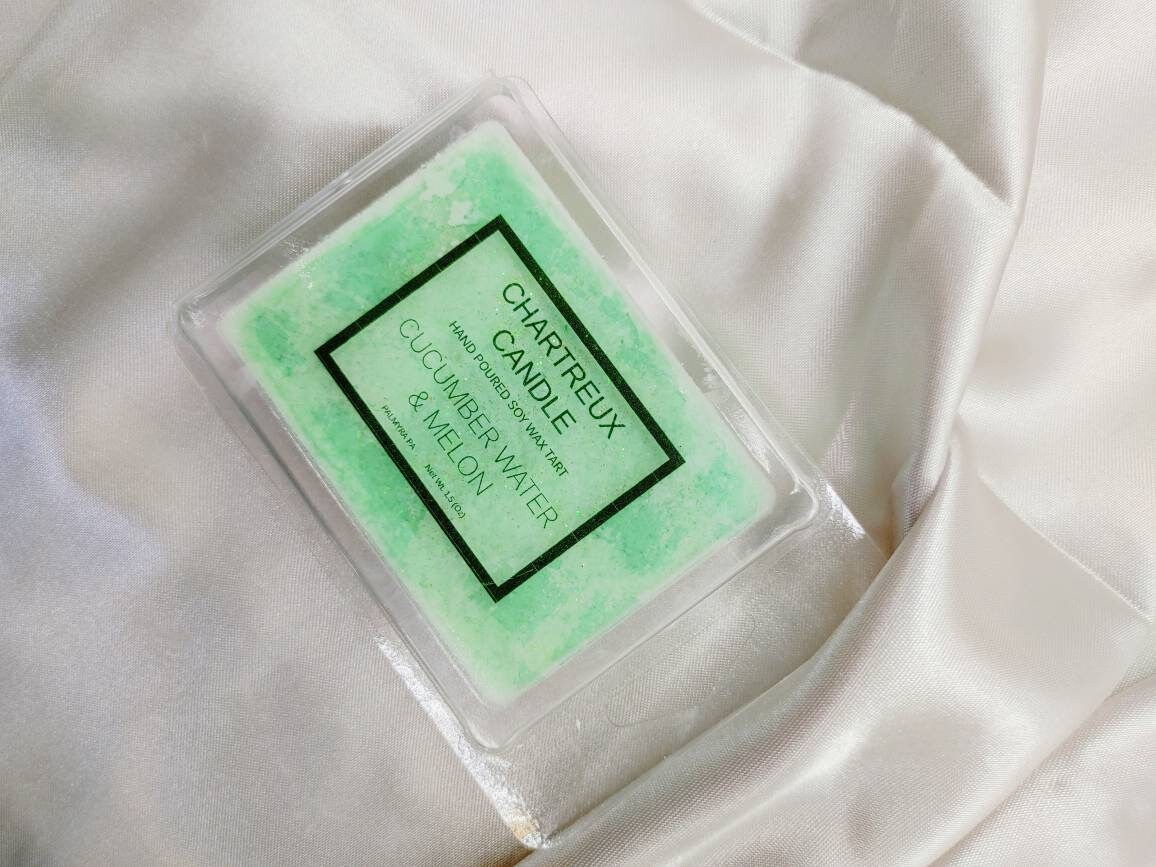 CHARTREUX
CANDLE
HAND POURED SOY WAX TART
CUCUMBER WATER
& MELON
PALMYRA PA Net Wt. 1.5 (Oz)